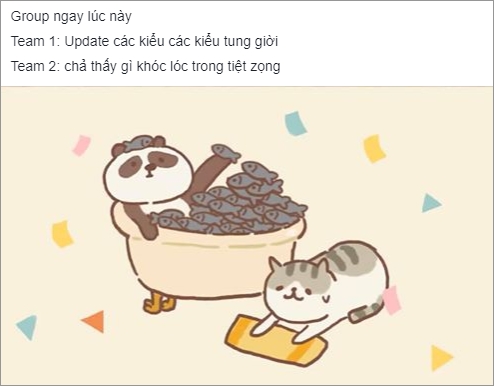 Group ngay lúc này
Team 1: Update các kiểu các kiểu tung giời
Team 2: chả thấy gì khóc lóc trong tiệt zọng